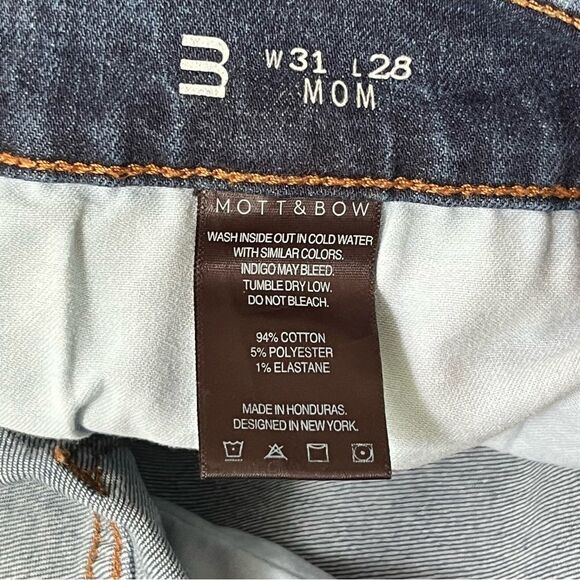 W31 L28
MOM
MOTT & BOW
WASH INSIDE OUT IN COLD WATER
WITH SIMILAR COLORS.
INDIGO MAY BLEED.
TUMBLE DRY LOW.
DO NOT BLEACH.
94% COTTON
5% POLYESTER
1% ELASTANE
MADE IN HONDURAS.
DESIGNED IN NEW YORK.